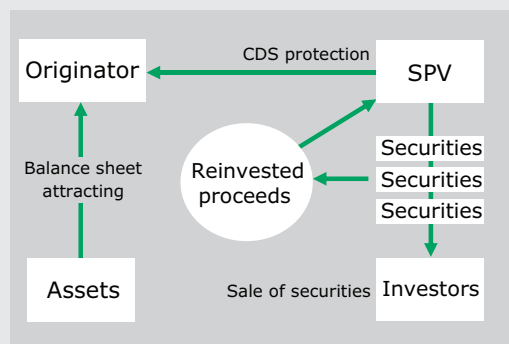 CDS protection
Originator
SPV
Balance sheet
attracting
Reinvested
proceeds
Securities
Securities
Securities
Assets
Sale of securities
Investors